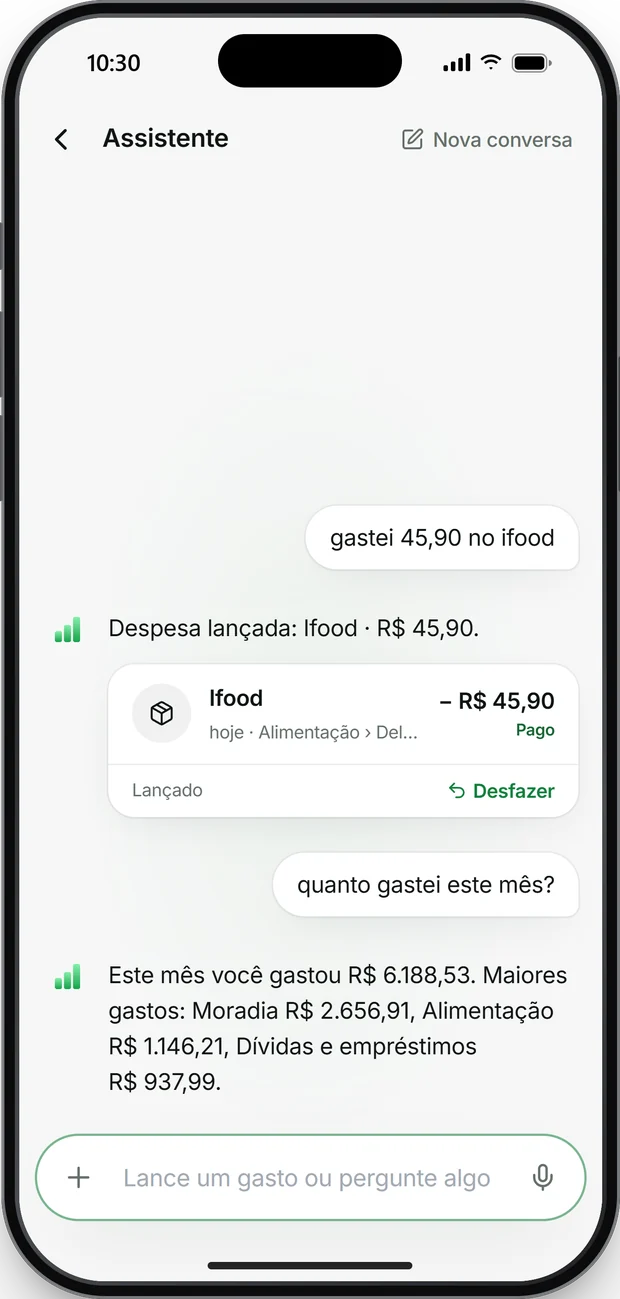 10:30
Assistente
Nova conversa
gastei 45,90 no ifood
Despesa lançada: Ifood · R$ 45,90.
Ifood
– R$ 45,90
hoje · Alimentação › Del...
Pago
Lançado
Desfazer
quanto gastei este mês?
Este mês você gastou R$ 6.188,53. Maiores
gastos: Moradia R$ 2.656,91, Alimentação
R$ 1.146,21, Dívidas e empréstimos
R$ 937,99.
Lance um gasto ou pergunte algo